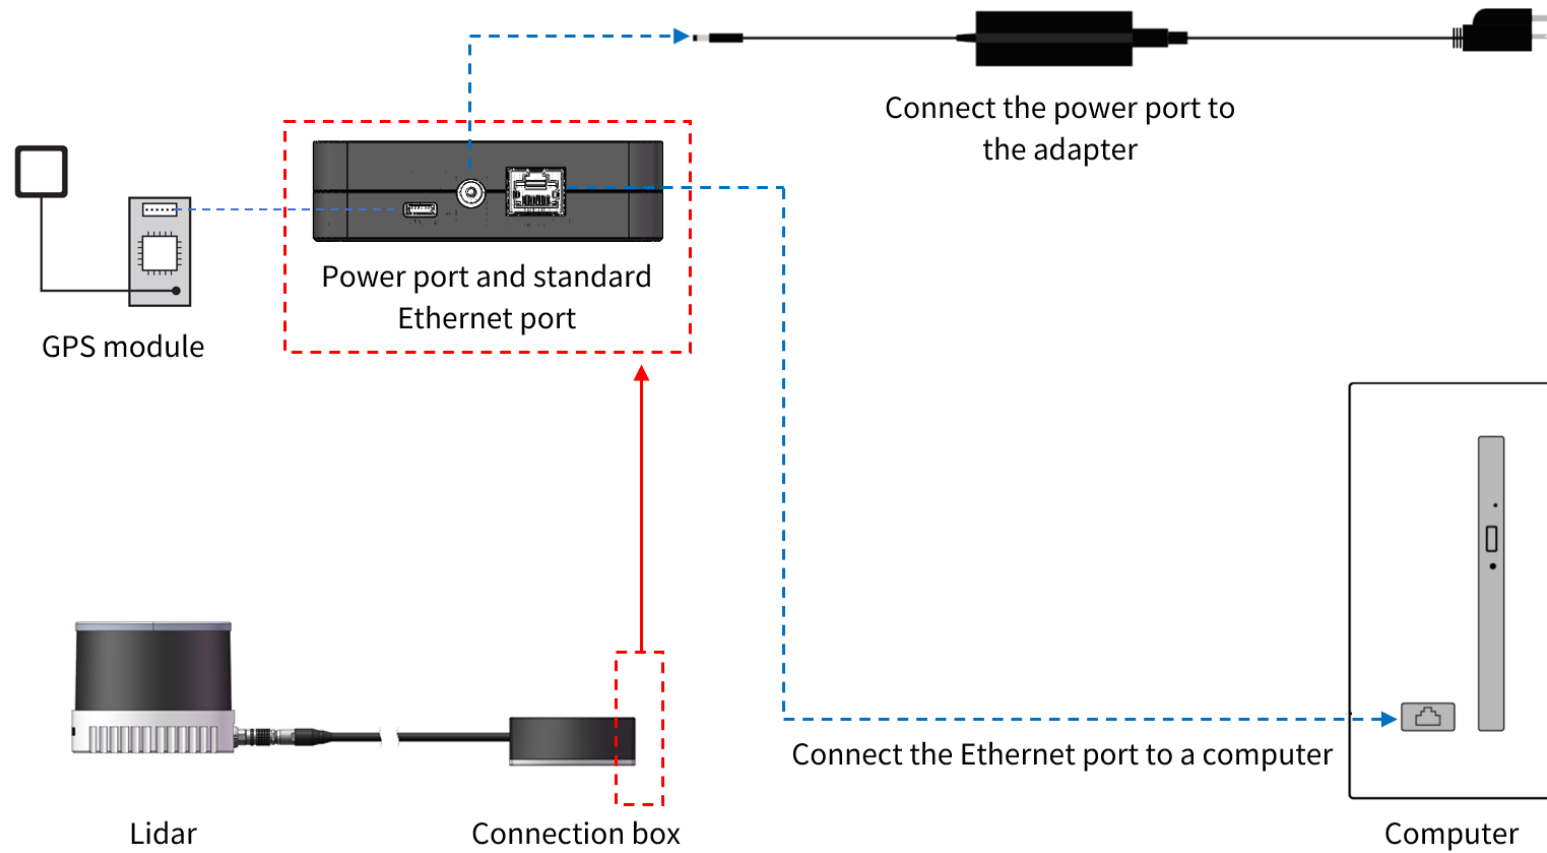 Connect the power port to
the adapter
Power port and standard
Ethernet port
GPS module
Connect the Ethernet port to a computer
Lidar
Connection box
Computer